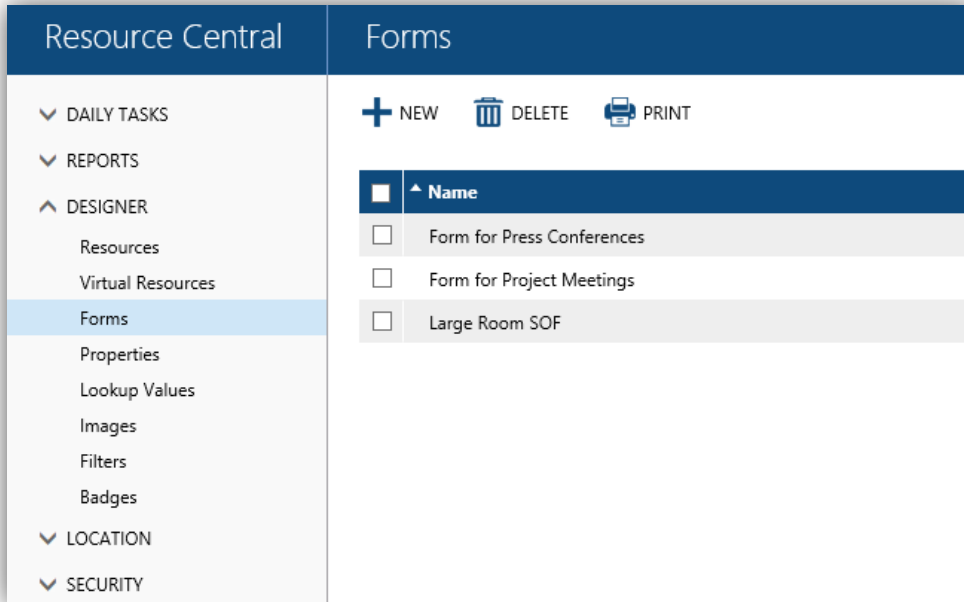 Resource Central
Forms
DAILY TASKS
REPORTS
DESIGNER
Resources
Virtual Resources
Forms
Properties
Lookup Values
Images
Filters
Badges
LOCATION
SECURITY
NEW DELETE PRINT
Name
Form for Press Conferences
Form for Project Meetings
Large Room SOF